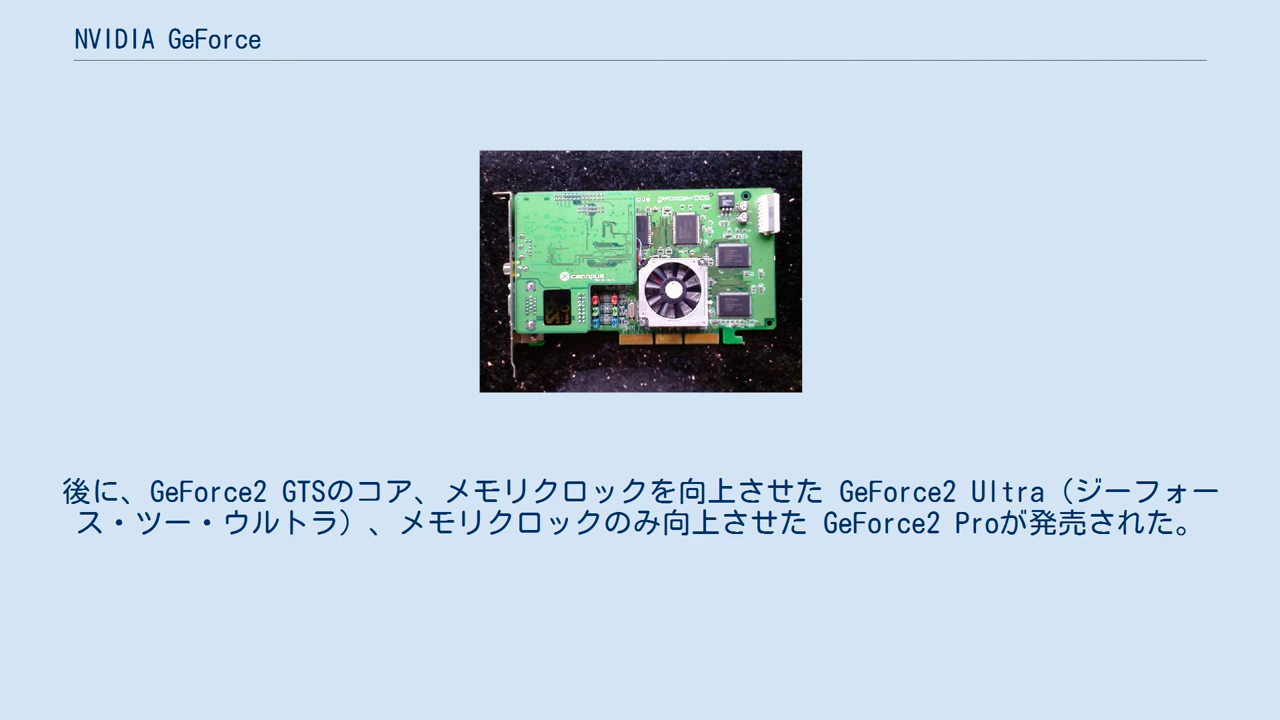 NVIDIA GeForce
canopus
後に、GeForce2 GTSのコア、メモリクロックを向上させた GeForce2 Ultra（ジーフォー
ス・ツー・ウルトラ）、メモリクロックのみ向上させた GeForce2 Proが発売された。